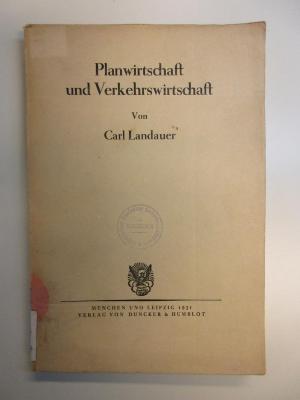 Planwirtschaft
und Verkehrswirtschaft
Von
Carl Landauer
MÜNCHEN UND LEIPZIG 1931
VERLAG VON DUNCKER & HUMBLOT